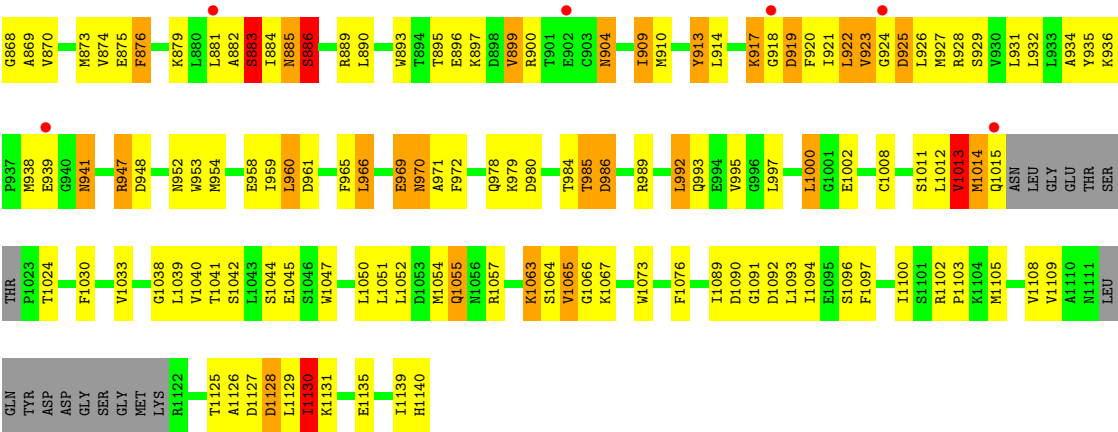 G868 A869 V870 M873 V874 E875 F876 K879 L880 L881 A882 S883 I884 N885 S886 R889 L890 W893 T894 T895 E896 K897 D898 V899 R900 T901 E902 C903 N904 I909 M910 Y913 L914 K917 G918 D919 F920 I921 L922 V923 G924 D925 L926 M927 R928 S929 V930 L931 L932 L933 A934 Y935 K936
P937 M938 E939 G940 N941 R947 D948 N952 W953 M954 E958 I959 L960 D961 F965 L966 E969 N970 A971 F972 Q978 K979 D980 T984 T985 D986 R989 L992 Q993 E994 V995 G996 L997 L1000 G1001 E1002 C1008 S1011 L1012 V1013 M1014 Q1015 ASN LEU GLY GLU THR SER
THR P1023 T1024 F1030 V1033 G1038 L1039 V1040 T1041 S1042 L1043 S1044 E1045 S1046 W1047 L1050 L1051 L1052 D1053 M1054 Q1055 N1056 R1057 K1063 S1064 V1065 G1066 K1067 W1073 F1076 I1089 D1090 G1091 D1092 L1093 I1094 E1095 S1096 F1097 I1100 S1101 R1102 P1103 K1104 M1105 V1108 V1109 A1110 N1111 LEU
GLN TYR ASP ASP GLY SER GLY MET LYS R1122 T1125 A1126 D1127 D1128 L1129 I1130 K1131 E1135 I1139 H1140